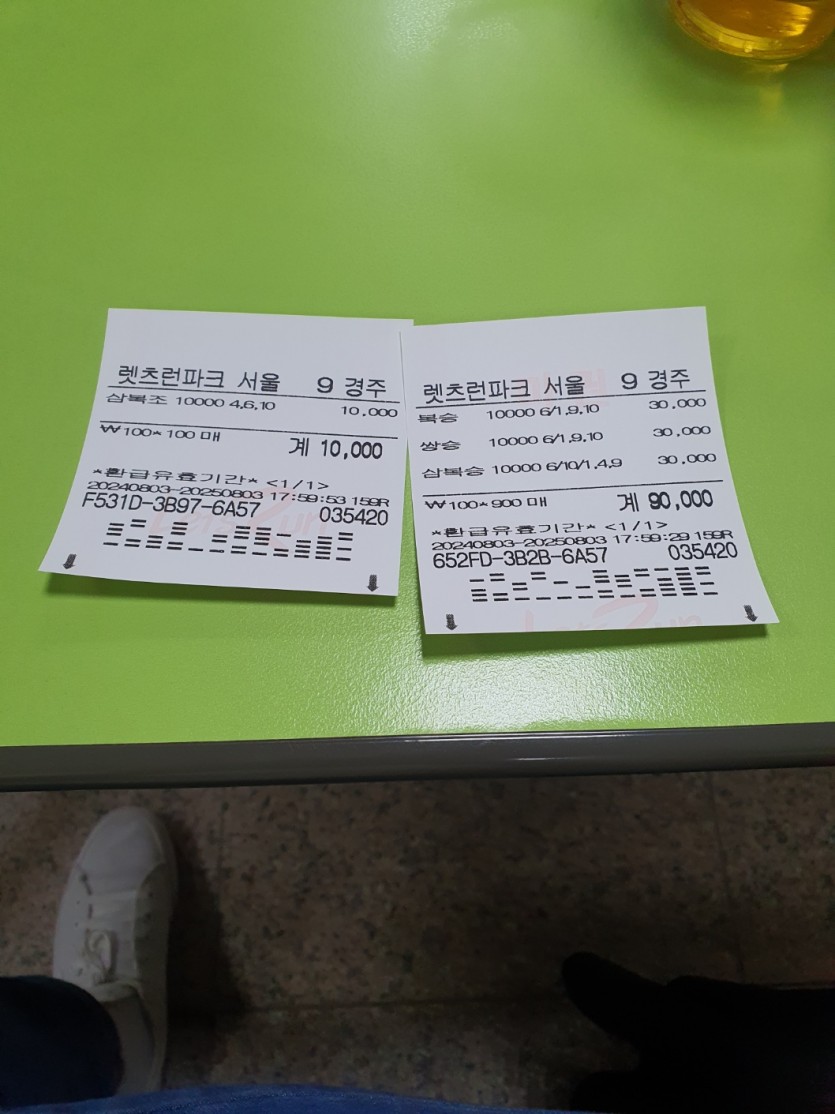 렛츠런파크 서울 9 경주
삼복조 10000 4,6,10 10,000
₩100* 100 매 계 10,000
*환급유효기간* <1/1>
20240803-20250803 17:59:53 159R
F531D-3B97-6A57 035420
렛츠런파크 서울 9 경주
복승 10000 6/1,9,10 30,000
쌍승 10000 6/1,9,10 30,000
삼복승 10000 6/10/1,4,9 30,000
₩100* 900 매 계 90,000
*환급유효기간* <1/1>
20240803-20250803 17:59:29 159R
652FD-3B2B-6A57 035420